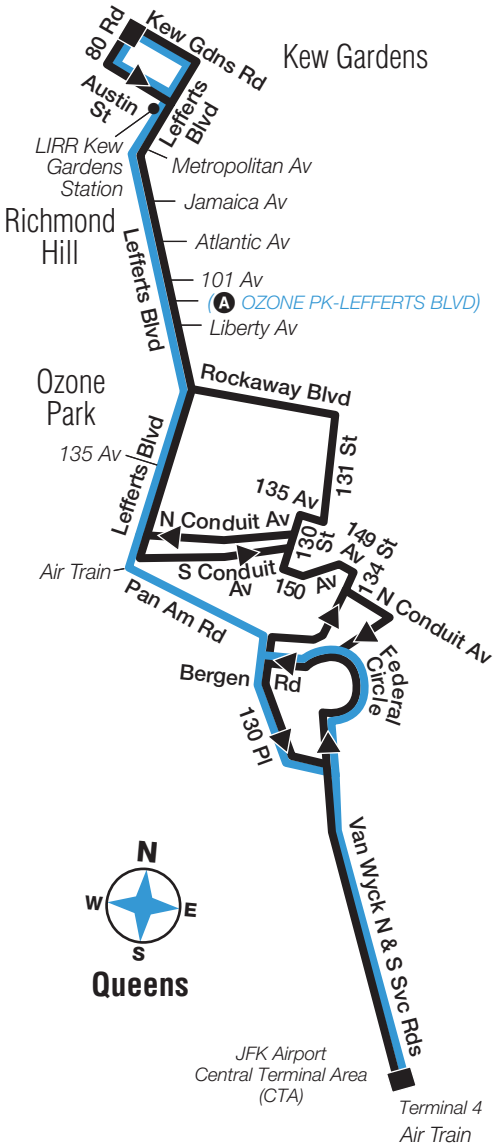 80 Rd
Kew Gdns Rd
Kew Gardens
Austin
St
Lefferts
Blvd
LIRR Kew
Gardens
Station
Metropolitan Av
Richmond
Hill
Jamaica Av
Atlantic Av
Lefferts Blvd
101 Av
(A OZONE PK-LEFFERTS BLVD)
Liberty Av
Ozone
Park
Rockaway Blvd
Lefferts Blvd
135 Av
131 St
135 Av
N Conduit Av
130
St
149
Av
134 St
S Conduit
Av
150 Av
N Conduit Av
Air Train
Pan Am Rd
Bergen Rd
Federal
Circle
130 Pl
Van Wyck N & S Svc Rds
N
W
E
S
Queens
JFK Airport
Central Terminal Area
(CTA)
Terminal 4
Air Train